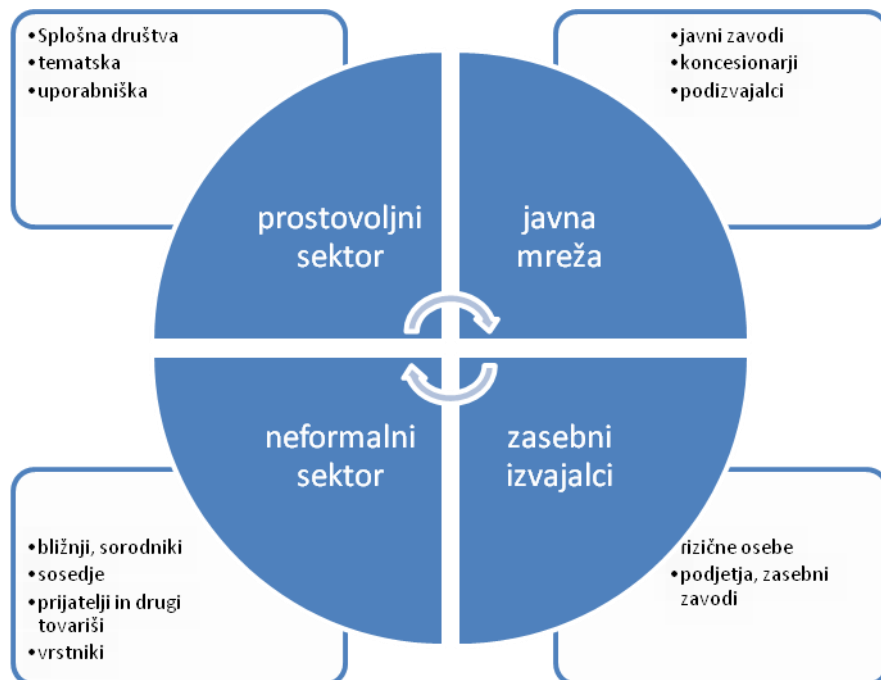 •Splošna društva
•tematska
•uporabniška
•javni zavodi
•koncesionarji
•podizvajalci
prostovoljni
sektor
javna
mreža
neformalni
sektor
zasebni
izvajalci
•bližnji, sorodniki
•sosedje
•prijatelji in drugi
tovariši
•vrstniki
fizične osebe
•podjetja, zasebni
zavodi